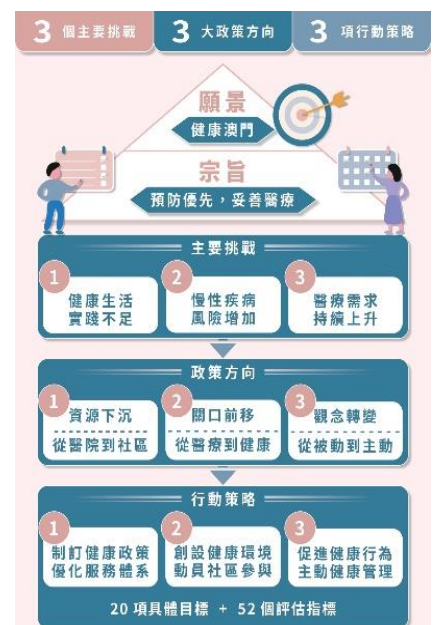 3 個主要挑戰
3 大政策方向
3 項行動策略
願景
健康澳門
宗旨
預防優先，妥善醫療
主要挑戰
1
健康生活
實踐不足
2
慢性疾病
風險增加
3
醫療需求
持續上升
政策方向
1
資源下沉
從醫院到社區
2
關口前移
從醫療到健康
3
觀念轉變
從被動到主動
行動策略
1
制訂健康政策
優化服務體系
2
創設健康環境
動員社區參與
3
促進健康行為
主動健康管理
20 項具體目標 + 52 個評估指標